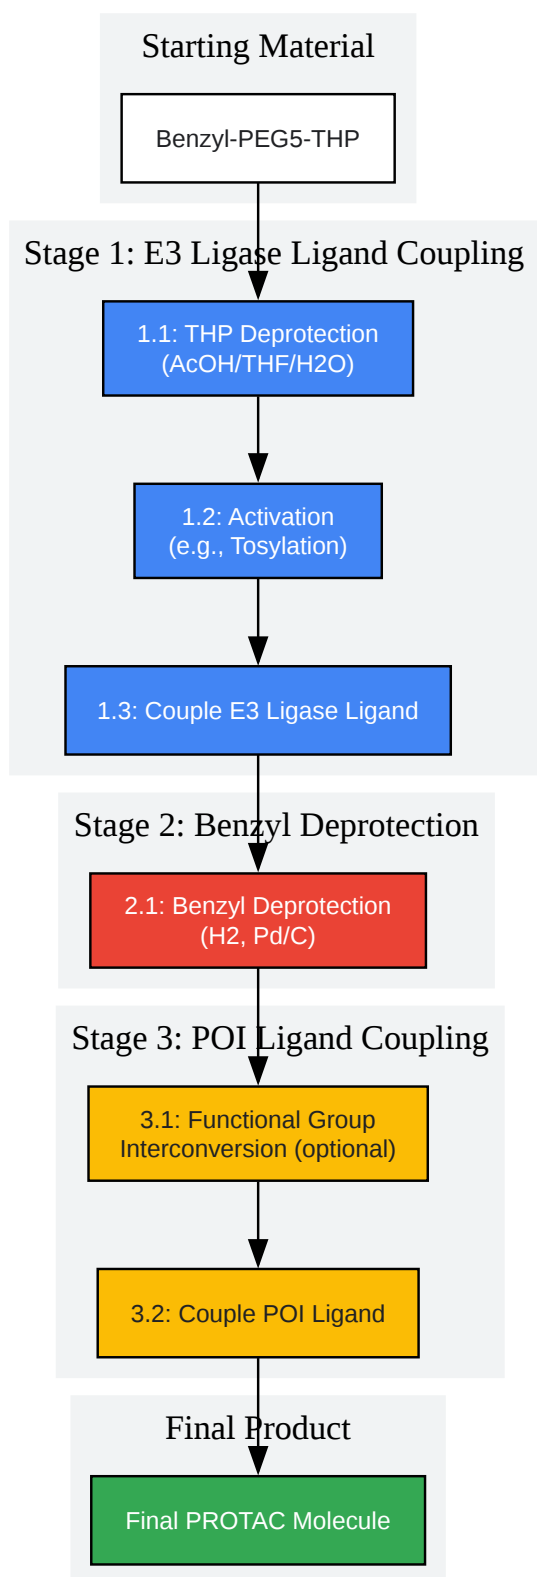 Starting Material
Benzyl-PEG5-THP
Stage 1: E3 Ligase Ligand Coupling
1.1: THP Deprotection
(AcOH/THF/H2O)
1.2: Activation
(e.g., Tosylation)
1.3: Couple E3 Ligase Ligand
Stage 2: Benzyl Deprotection
2.1: Benzyl Deprotection
(H2, Pd/C)
Stage 3: POI Ligand Coupling
3.1: Functional Group
Interconversion (optional)
3.2: Couple POI Ligand
Final Product
Final PROTAC Molecule